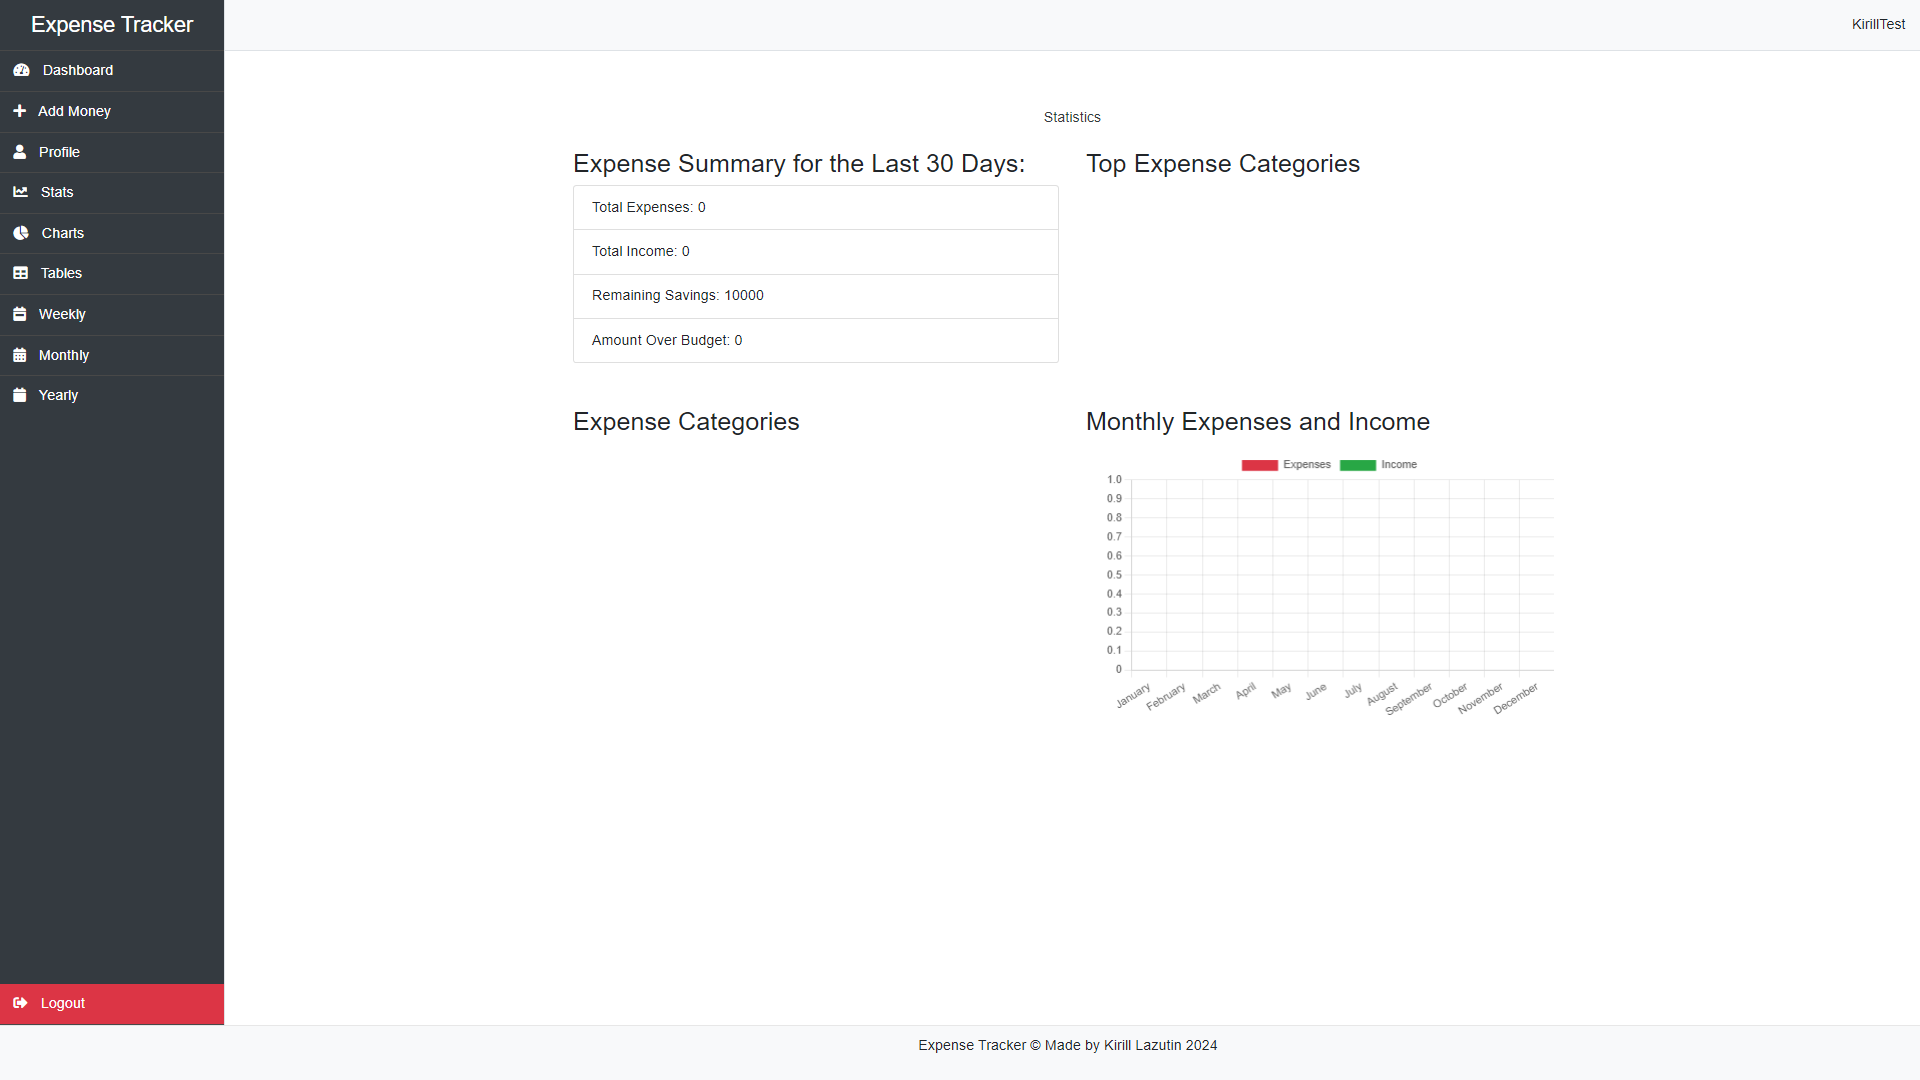 Expense Tracker
KirillTest
Dashboard
Add Money
Profile
Stats
Charts
Tables
Weekly
Monthly
Yearly
Logout
Statistics
Expense Summary for the Last 30 Days:
Total Expenses: 0
Total Income: 0
Remaining Savings: 10000
Amount Over Budget: 0
Top Expense Categories
Expense Categories
Monthly Expenses and Income
Expenses Income
1.0
0.9
0.8
0.7
0.6
0.5
0.4
0.3
0.2
0.1
0
January February March April May June July August September October November December
Expense Tracker © Made by Kirill Lazutin 2024